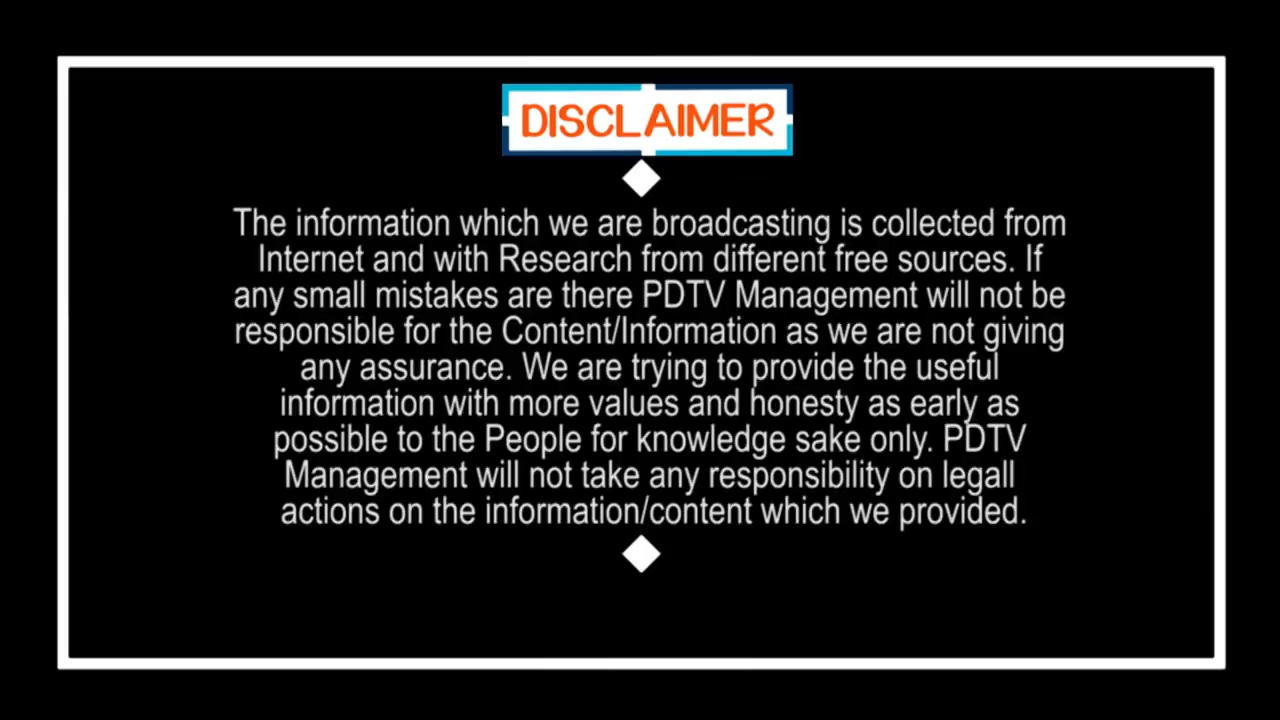 DISCLAIMER
The information which we are broadcasting is collected from
Internet and with Research from different free sources. If
any small mistakes are there PDTV Management will not be
responsible for the Content/Information as we are not giving
any assurance. We are trying to provide the useful
information with more values and honesty as early as
possible to the People for knowledge sake only. PDTV
Management will not take any responsibility on legall
actions on the information/content which we provided.